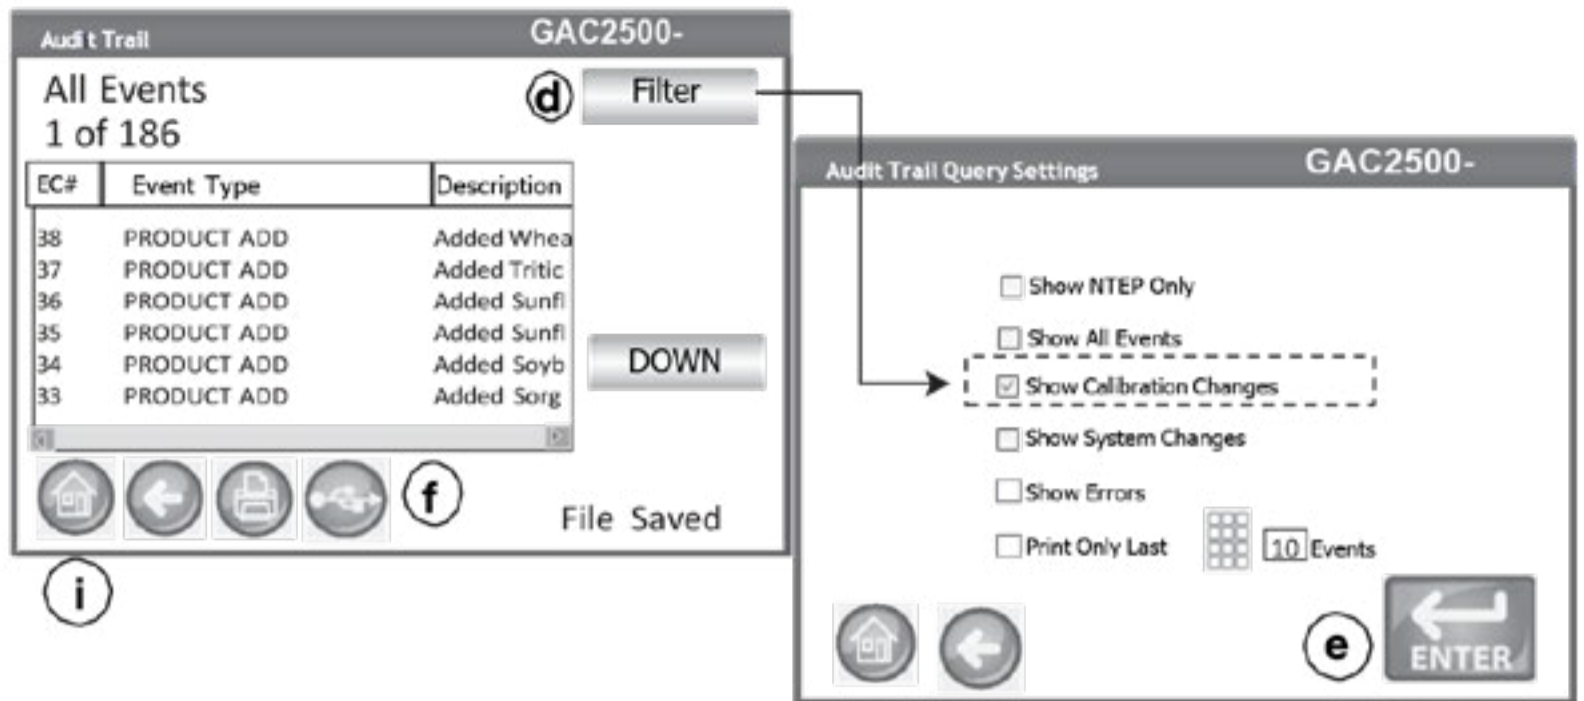 Audit Trail GAC2500-
All Events
1 of 186
d Filter
EC# Event Type Description
38 PRODUCT ADD Added Whea
37 PRODUCT ADD Added Tritic
36 PRODUCT ADD Added Sunfl
35 PRODUCT ADD Added Sunfl
34 PRODUCT ADD Added Soyb
33 PRODUCT ADD Added Sorg
DOWN
f
File Saved
i
Audit Trail Query Settings GAC2500-
Show NTEP Only
Show All Events
Show Calibration Changes
Show System Changes
Show Errors
Print Only Last 10 Events
e ENTER